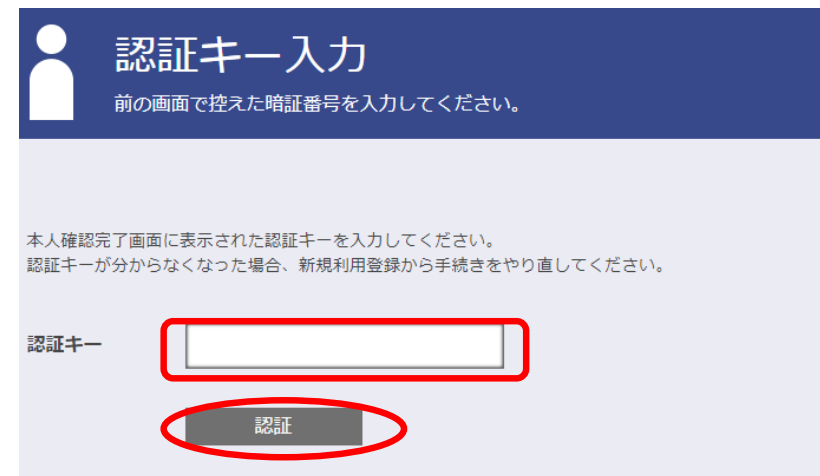 認証キー入力
前の画面で控えた暗証番号を入力してください。
本人確認完了画面に表示された認証キーを入力してください。
認証キーが分からなくなった場合、新規利用登録から手続きをやり直してください。
認証キー
認証